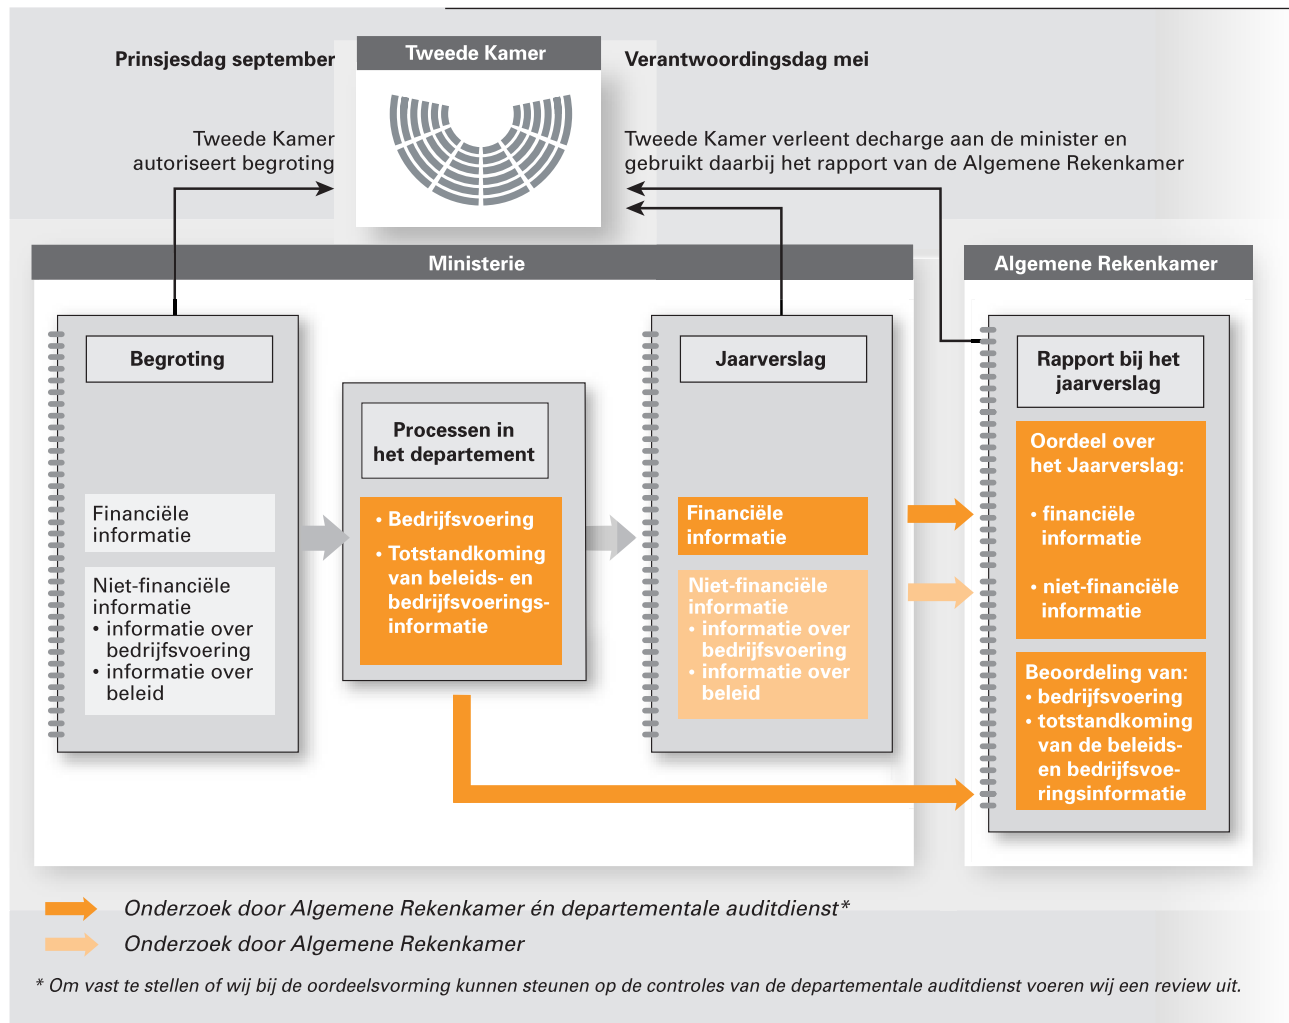 Prinsjesdag september
Tweede Kamer
Verantwoordingsdag mei
Tweede Kamer
autoriseert begroting
Tweede Kamer verleent decharge aan de minister en
gebruikt daarbij het rapport van de Algemene Rekenkamer
Ministerie
Algemene Rekenkamer
Begroting
Financiële
informatie
Niet-financiële
informatie
• informatie over
bedrijfsvoering
• informatie over
beleid
Processen in
het departement
• Bedrijfsvoering
• Totstandkoming
van beleids- en
bedrijfsvoerings-
informatie
Jaarverslag
Financiële
informatie
Niet-financiële
informatie
• informatie over
bedrijfsvoering
• informatie over
beleid
Rapport bij het
jaarverslag
Oordeel over
het Jaarverslag:
• financiële
informatie
• niet-financiële
informatie
Beoordeling van:
• bedrijfsvoering
• totstandkoming
van de beleids-
en bedrijfsvoe-
ringsinformatie
Onderzoek door Algemene Rekenkamer én departementale auditdienst*
Onderzoek door Algemene Rekenkamer
* Om vast te stellen of wij bij de oordeelsvorming kunnen steunen op de controles van de departementale auditdienst voeren wij een review uit.